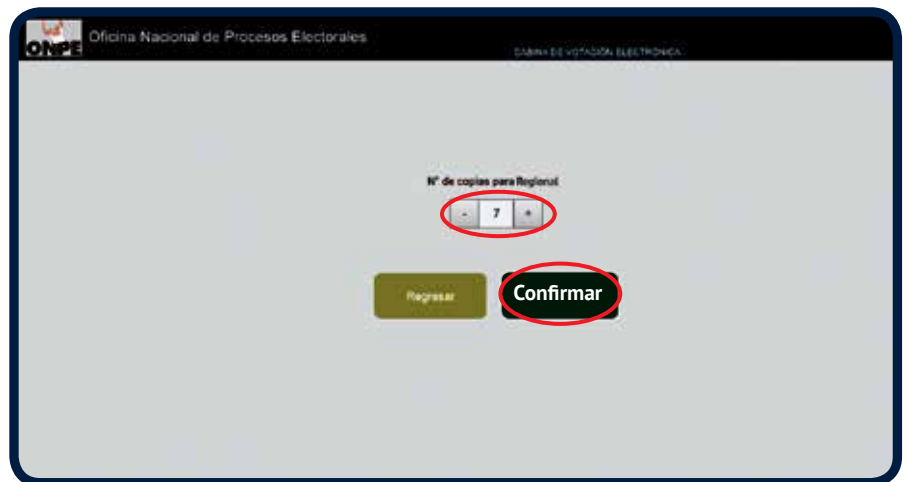 ONPE
Oficina Nacional de Procesos Electorales
CABINA DE VOTACIÓN ELECTRÓNICA
N° de copias para Regional
- 7 +
Regresar
Confirmar